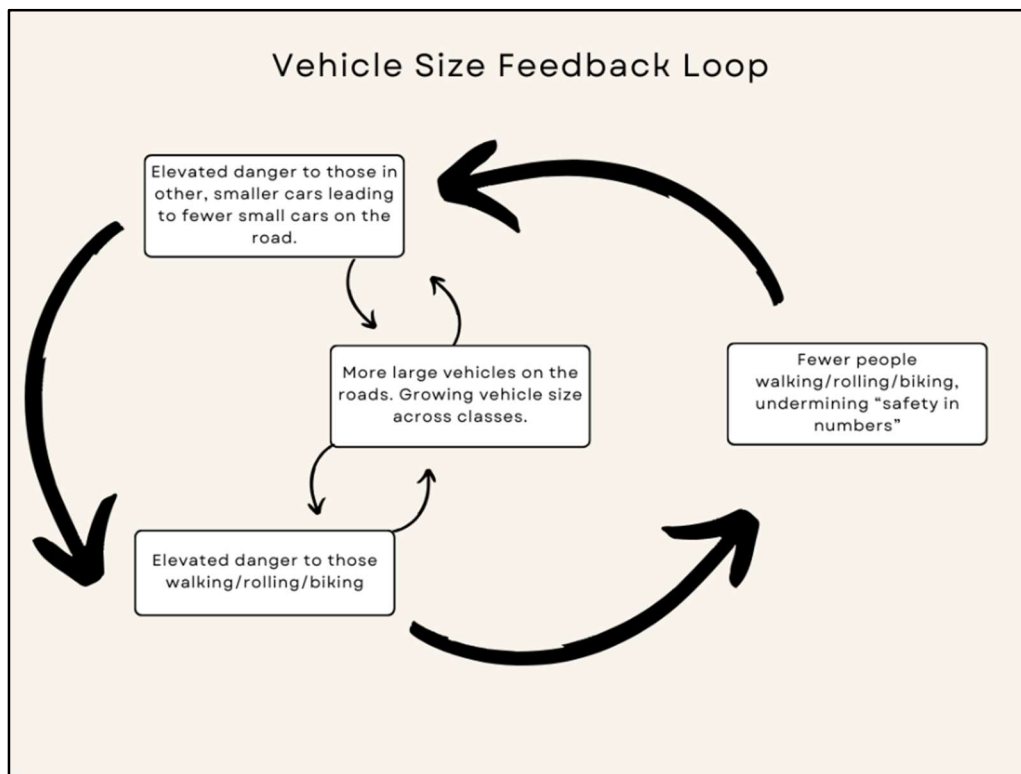 Vehicle Size Feedback Loop
Elevated danger to those in
other, smaller cars leading
to fewer small cars on the
road.
More large vehicles on the
roads. Growing vehicle size
across classes.
Fewer people
walking/rolling/biking,
undermining “safety in
numbers”
Elevated danger to those
walking/rolling/biking